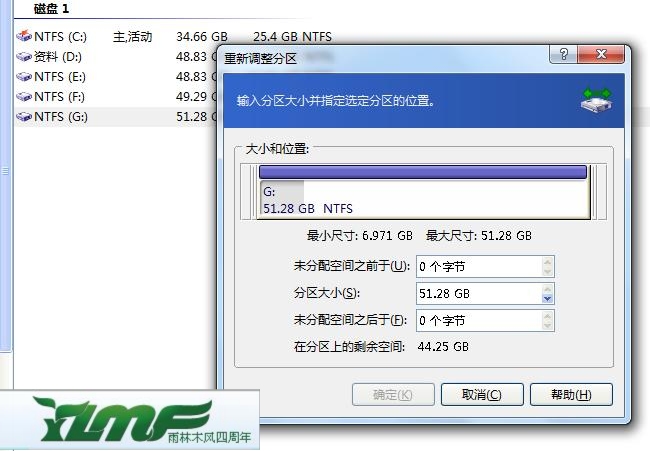 磁盘 1
NTFS (C:) 主,活动 34.66 GB 25.4 GB NTFS
资料 (D:) 48.83 G
NTFS (E:) 48.83 G
NTFS (F:) 49.29 G
NTFS (G:) 51.28 G
重新调整分区
输入分区大小并指定选定分区的位置。
大小和位置:
G:
51.28 GB NTFS
最小尺寸: 6.971 GB 最大尺寸: 51.28 GB
未分配空间之前于(U): 0 个字节
分区大小(S): 51.28 GB
未分配空间之后于(F): 0 个字节
在分区上的剩余空间: 44.25 GB
确定(K) 取消(C) 帮助(H)
YLMF 雨林木风四周年